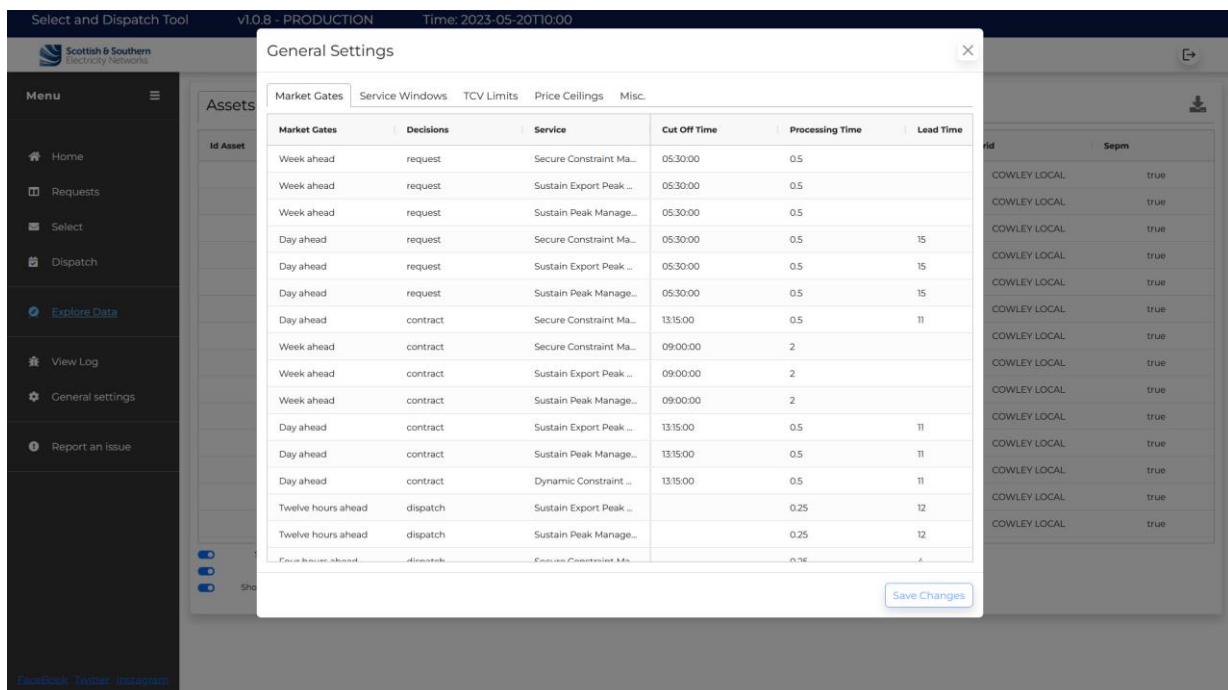 Select and Dispatch Tool v1.0.8 - PRODUCTION Time: 2023-05-20T10:00
Scottish & Southern
Electricity Networks
General Settings
Menu
Assets
Market Gates Service Windows TCV Limits Price Ceilings Misc.
Id Asset
Market Gates Decisions Service Cut Off Time Processing Time Lead Time
rid Sepm
Home
Requests
Select
Dispatch
Explore Data
View Log
General settings
Report an issue
Week ahead request Secure Constraint Ma... 05:30:00 0.5
Week ahead request Sustain Export Peak ... 05:30:00 0.5
Week ahead request Sustain Peak Manage... 05:30:00 0.5
Day ahead request Secure Constraint Ma... 05:30:00 0.5 15
Day ahead request Sustain Export Peak ... 05:30:00 0.5 15
Day ahead request Sustain Peak Manage... 05:30:00 0.5 15
Day ahead contract Secure Constraint Ma... 13:15:00 0.5 11
Week ahead contract Secure Constraint Ma... 09:00:00 2
Week ahead contract Sustain Export Peak ... 09:00:00 2
Week ahead contract Sustain Peak Manage... 09:00:00 2
Day ahead contract Sustain Export Peak ... 13:15:00 0.5 11
Day ahead contract Sustain Peak Manage... 13:15:00 0.5 11
Day ahead contract Dynamic Constraint ... 13:15:00 0.5 11
Twelve hours ahead dispatch Sustain Export Peak ... 0.25 12
Twelve hours ahead dispatch Sustain Peak Manage... 0.25 12
Four hours ahead dispatch Secure Constraint Ma... 0.25 4
COWLEY LOCAL true
COWLEY LOCAL true
COWLEY LOCAL true
COWLEY LOCAL true
COWLEY LOCAL true
COWLEY LOCAL true
COWLEY LOCAL true
COWLEY LOCAL true
COWLEY LOCAL true
COWLEY LOCAL true
COWLEY LOCAL true
COWLEY LOCAL true
COWLEY LOCAL true
COWLEY LOCAL true
Sho
Save Changes
FaceBook Twitter Instagram